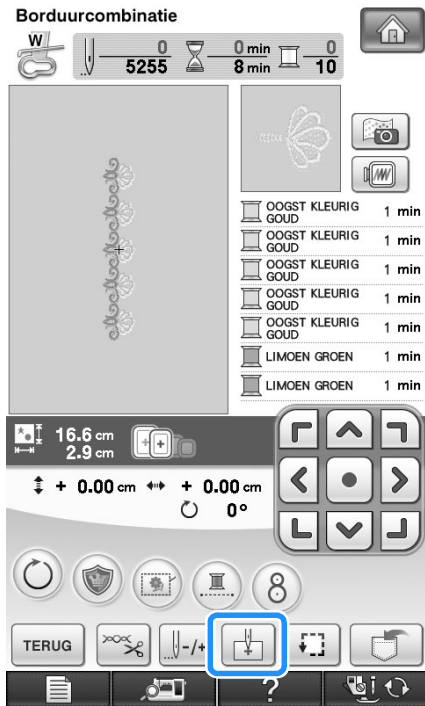 Borduurcombinatie
W
0
5255
0 min
8 min
0
10
OOGST KLEURIG
GOUD
1 min
OOGST KLEURIG
GOUD
1 min
OOGST KLEURIG
GOUD
1 min
OOGST KLEURIG
GOUD
1 min
OOGST KLEURIG
GOUD
1 min
LIMOEN GROEN 1 min
LIMOEN GROEN 1 min
16.6 cm
2.9 cm
+ 0.00 cm + 0.00 cm
0°
8
TERUG
-/+
?